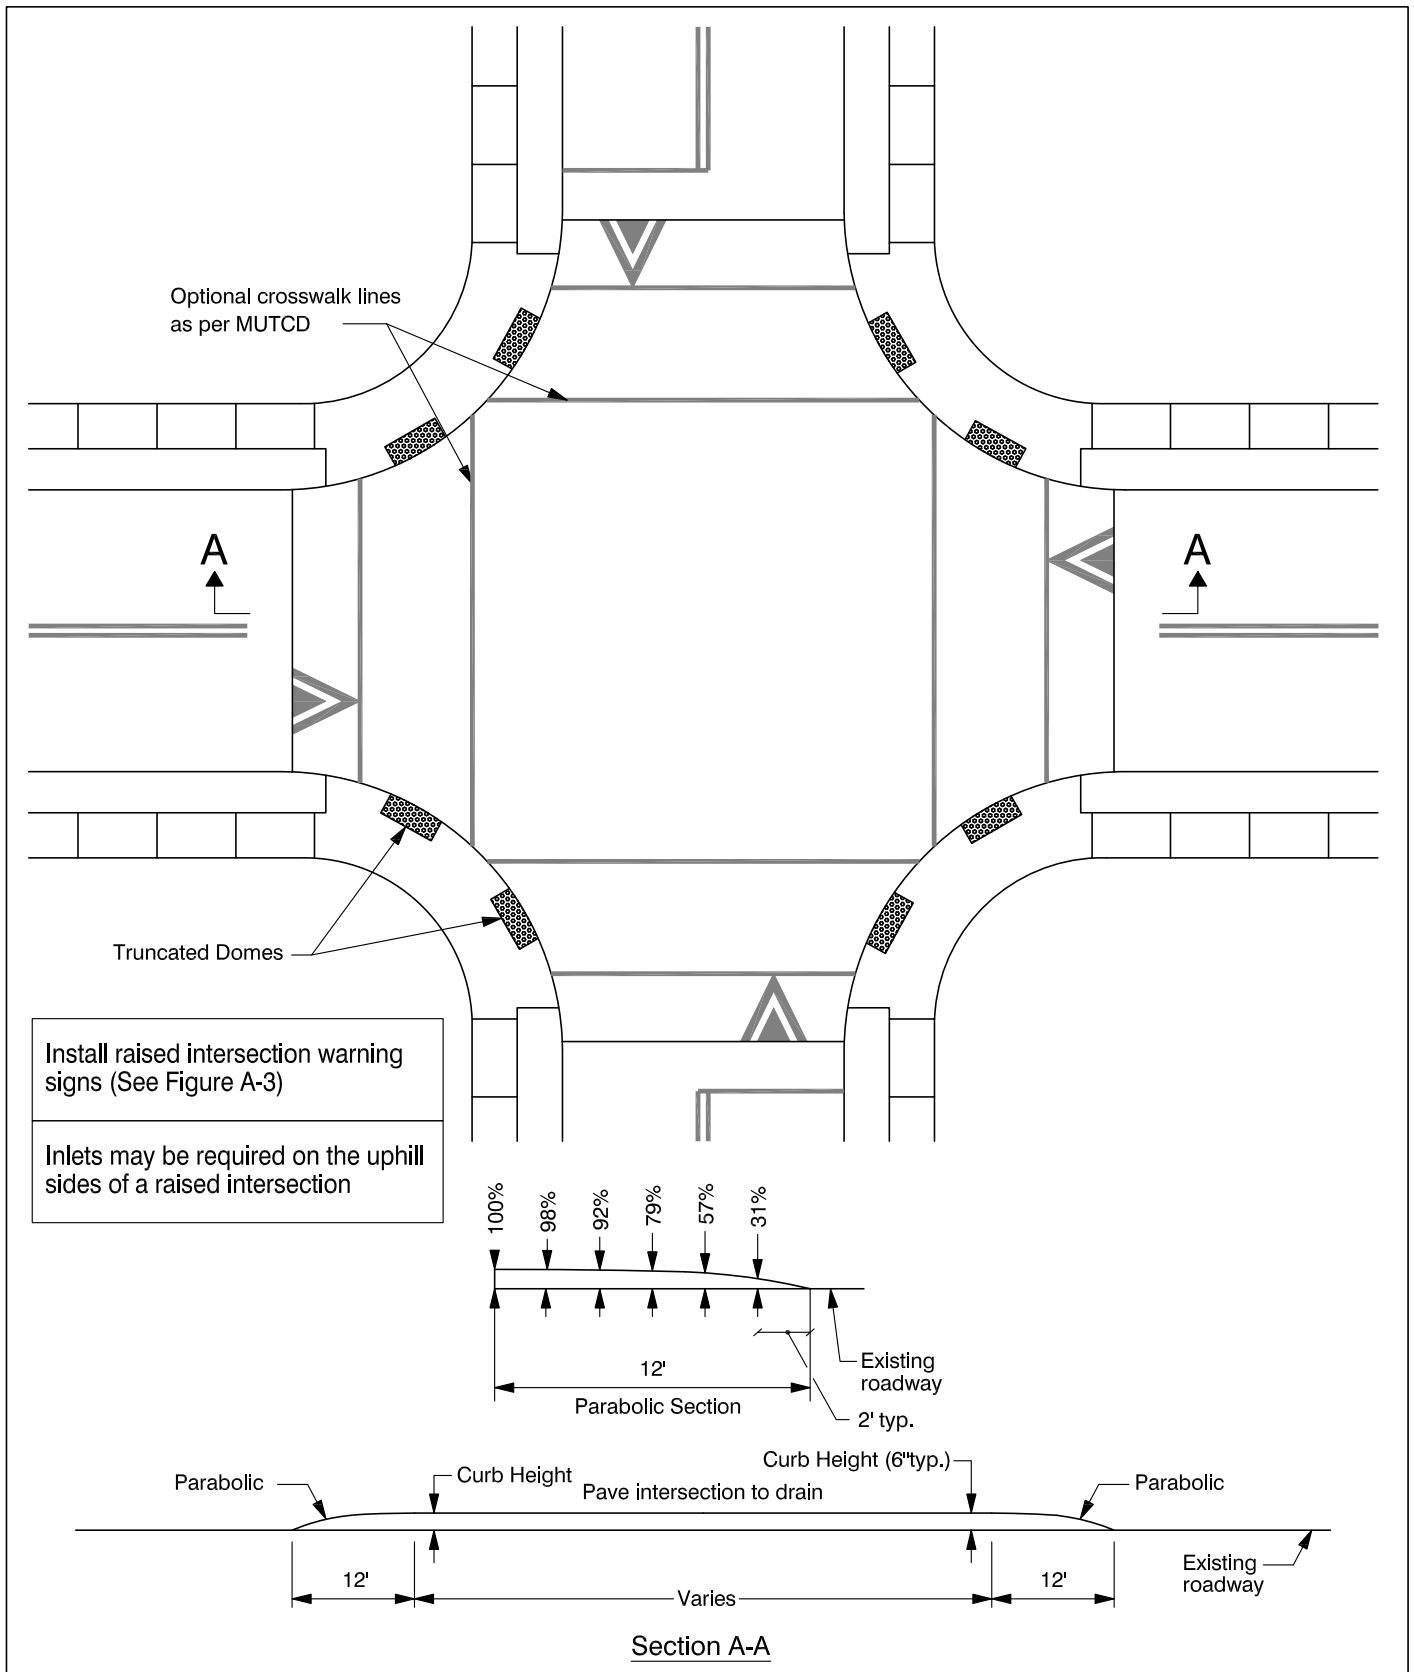 Optional crosswalk lines
as per MUTCD
A
A
Truncated Domes
Install raised intersection warning
signs (See Figure A-3)
Inlets may be required on the uphill
sides of a raised intersection
100%
98%
92%
79%
57%
31%
12'
Parabolic Section
Existing
roadway
2' typ.
Parabolic
Curb Height
Curb Height (6"typ.)
Pave intersection to drain
Parabolic
12'
Varies
12'
Existing
roadway
Section A-A